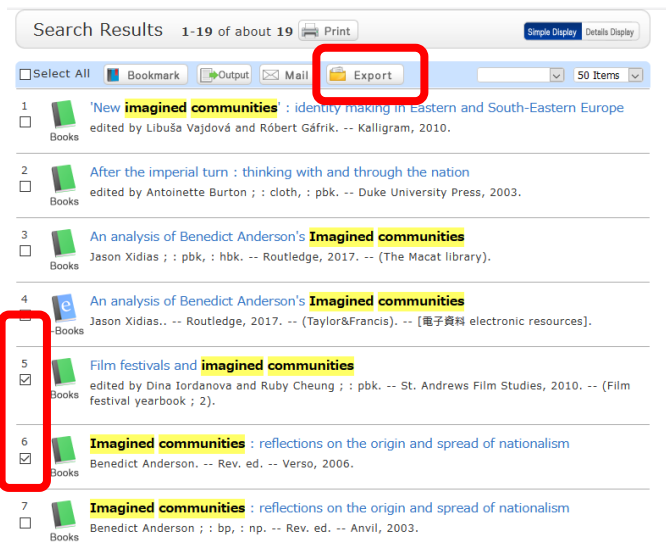 Search Results 1-19 of about 19 Print Simple Display Details Display
Select All Bookmark Output Mail Export 50 Items
1
'New imagined communities' : identity making in Eastern and South-Eastern Europe
edited by Libuša Vajdová and Róbert Gáfrik. -- Kalligram, 2010.
Books
2
After the imperial turn : thinking with and through the nation
edited by Antoinette Burton ; : cloth, : pbk. -- Duke University Press, 2003.
Books
3
An analysis of Benedict Anderson's Imagined communities
Jason Xidias ; : pbk, : hbk. -- Routledge, 2017. -- (The Macat library).
Books
4
An analysis of Benedict Anderson's Imagined communities
Jason Xidias.. -- Routledge, 2017. -- (Taylor&Francis). -- [電子資料 electronic resources].
e
-Books
5
Film festivals and imagined communities
edited by Dina Iordanova and Ruby Cheung ; : pbk. -- St. Andrews Film Studies, 2010. -- (Film
festival yearbook ; 2).
Books
6
Imagined communities : reflections on the origin and spread of nationalism
Benedict Anderson. -- Rev. ed. -- Verso, 2006.
Books
7
Imagined communities : reflections on the origin and spread of nationalism
Benedict Anderson ; : bp, : np. -- Rev. ed. -- Anvil, 2003.
Books